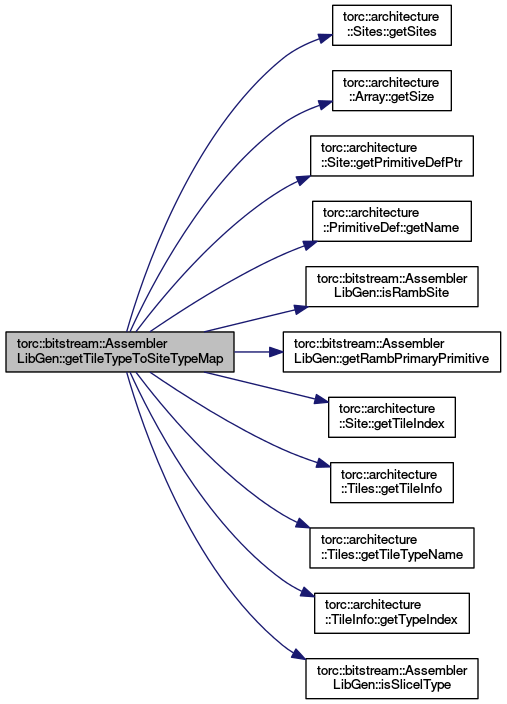 torc::architecture
::Sites::getSites
torc::architecture
::Array::getSize
torc::architecture
::Site::getPrimitiveDefPtr
torc::architecture
::PrimitiveDef::getName
torc::bitstream::Assembler
LibGen::isRambSite
torc::bitstream::Assembler
LibGen::getTileTypeToSiteTypeMap
torc::bitstream::Assembler
LibGen::getRambPrimaryPrimitive
torc::architecture
::Site::getTileIndex
torc::architecture
::Tiles::getTileInfo
torc::architecture
::Tiles::getTileTypeName
torc::architecture
::TileInfo::getTypeIndex
torc::bitstream::Assembler
LibGen::isSlicelType